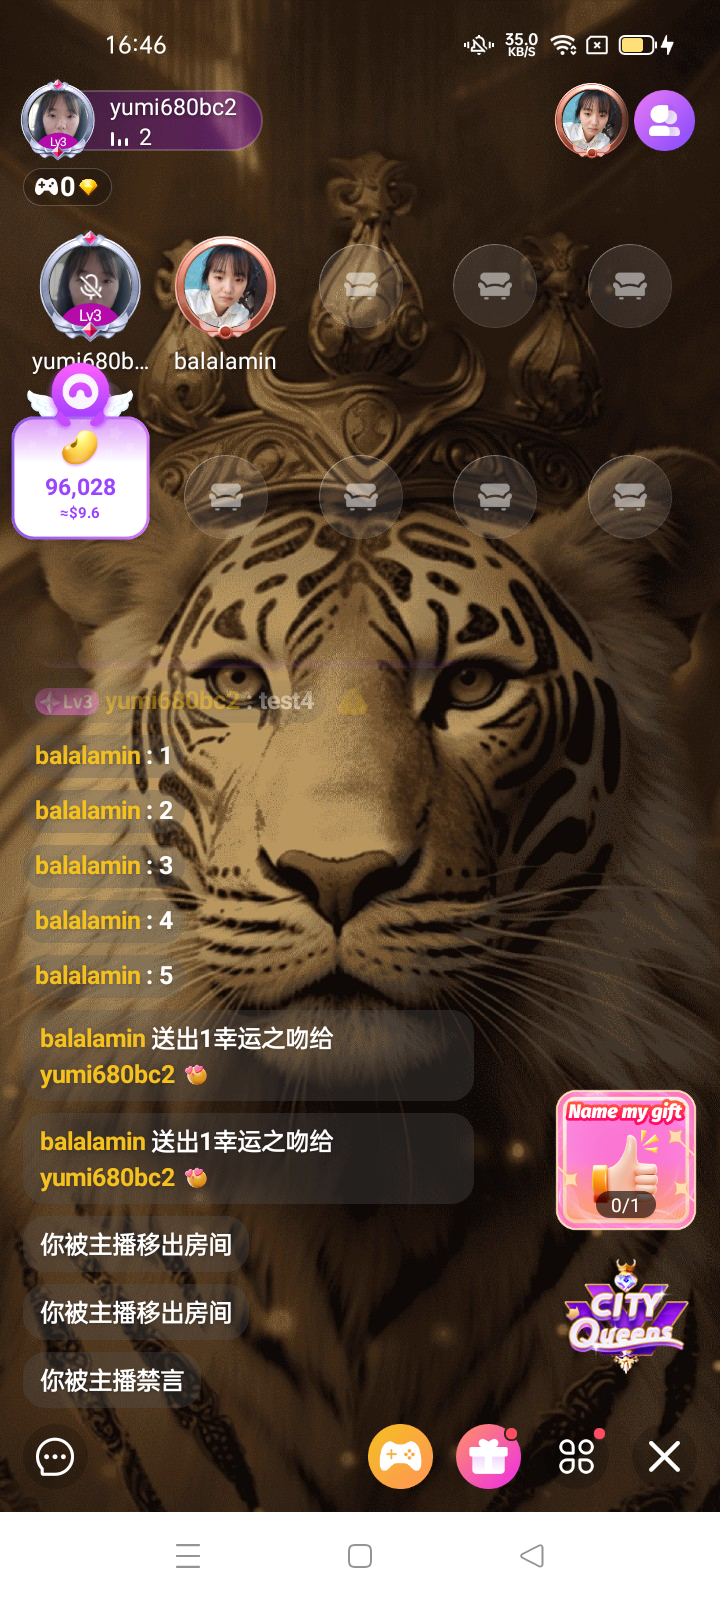 16:46
35.0
KB/S
yumi680bc2
2
Lv3
0
Lv3
yumi680b...
balalamin
96,028
≈$9.6
Lv3 yumi680bc2 : test4
balalamin : 1
balalamin : 2
balalamin : 3
balalamin : 4
balalamin : 5
balalamin 送出1幸运之吻给
yumi680bc2
balalamin 送出1幸运之吻给
yumi680bc2
Name my gift
0/1
你被主播移出房间
你被主播移出房间
CITY
Queens
你被主播禁言